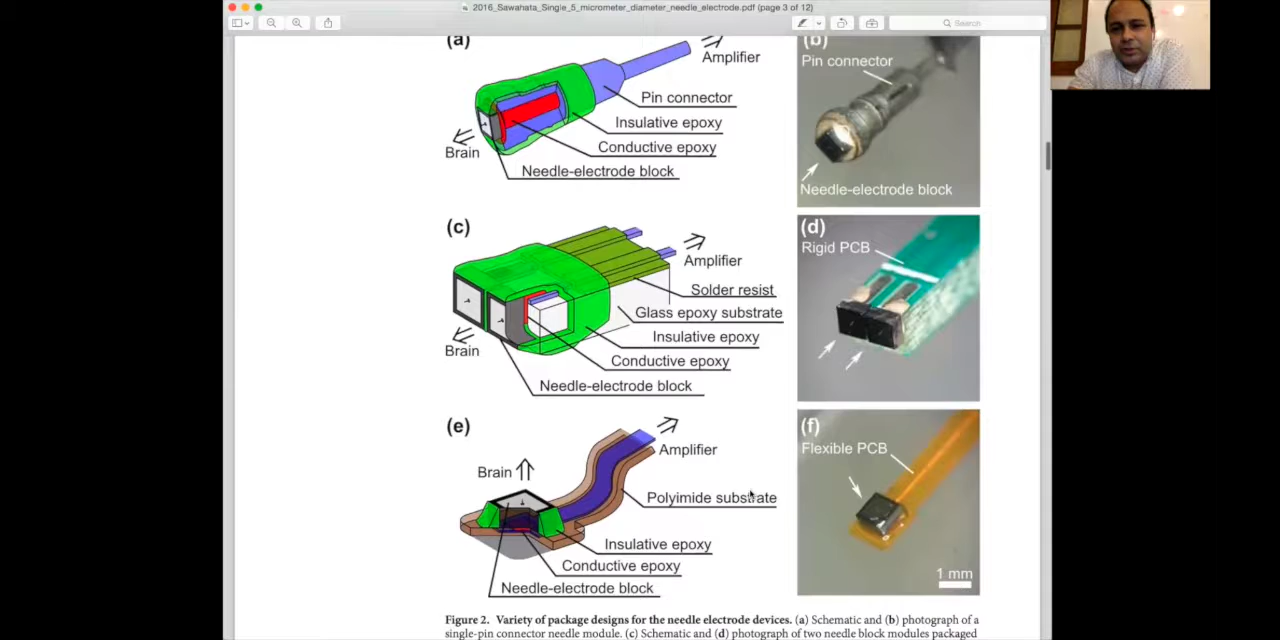 2016_Sawahata_Single_5_micrometer_diameter_needle_electrode.pdf (page 3 of 12)
Search
(a)
Amplifier
Pin connector
Insulative epoxy
Conductive epoxy
Brain
Needle-electrode block
(b)
Pin connector
Needle-electrode block
(c)
Amplifier
Solder resist
Glass epoxy substrate
Insulative epoxy
Brain
Conductive epoxy
Needle-electrode block
(d)
Rigid PCB
(e)
Amplifier
Brain
Polyimide substrate
Insulative epoxy
Conductive epoxy
Needle-electrode block
(f)
Flexible PCB
1 mm
Figure 2. Variety of package designs for the needle electrode devices. (a) Schematic and (b) photograph of a
single-pin connector needle module. (c) Schematic and (d) photograph of two needle block modules packaged